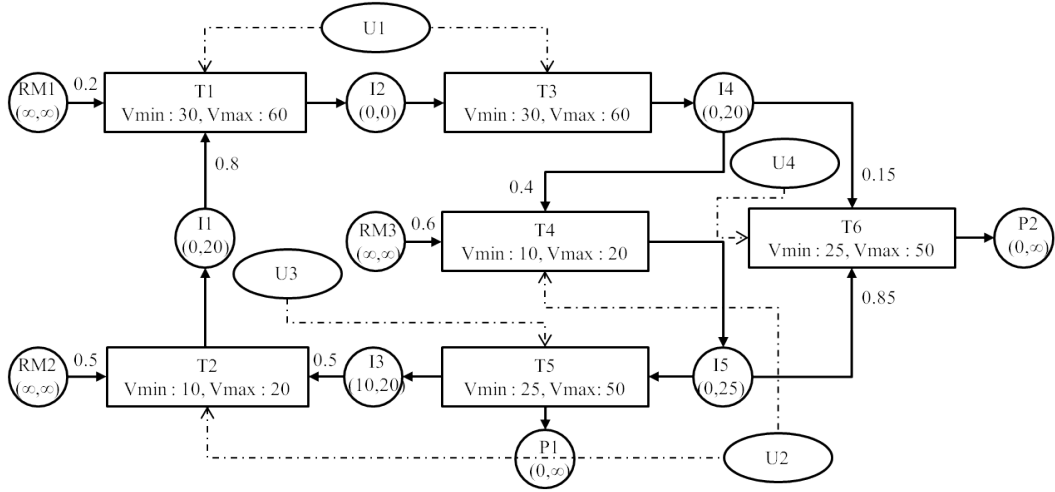 U1
RM1
(∞,∞)
0.2
T1
Vmin : 30, Vmax : 60
I2
(0,0)
T3
Vmin : 30, Vmax : 60
I4
(0,20)
0.8
U4
0.15
0.4
I1
(0,20)
RM3
(∞,∞)
0.6
T4
Vmin : 10, Vmax : 20
T6
Vmin : 25, Vmax : 50
P2
(0,∞)
U3
0.85
RM2
(∞,∞)
0.5
T2
Vmin : 10, Vmax : 20
0.5
I3
(10,20)
T5
Vmin : 25, Vmax: 50
I5
(0,25)
P1
(0,∞)
U2